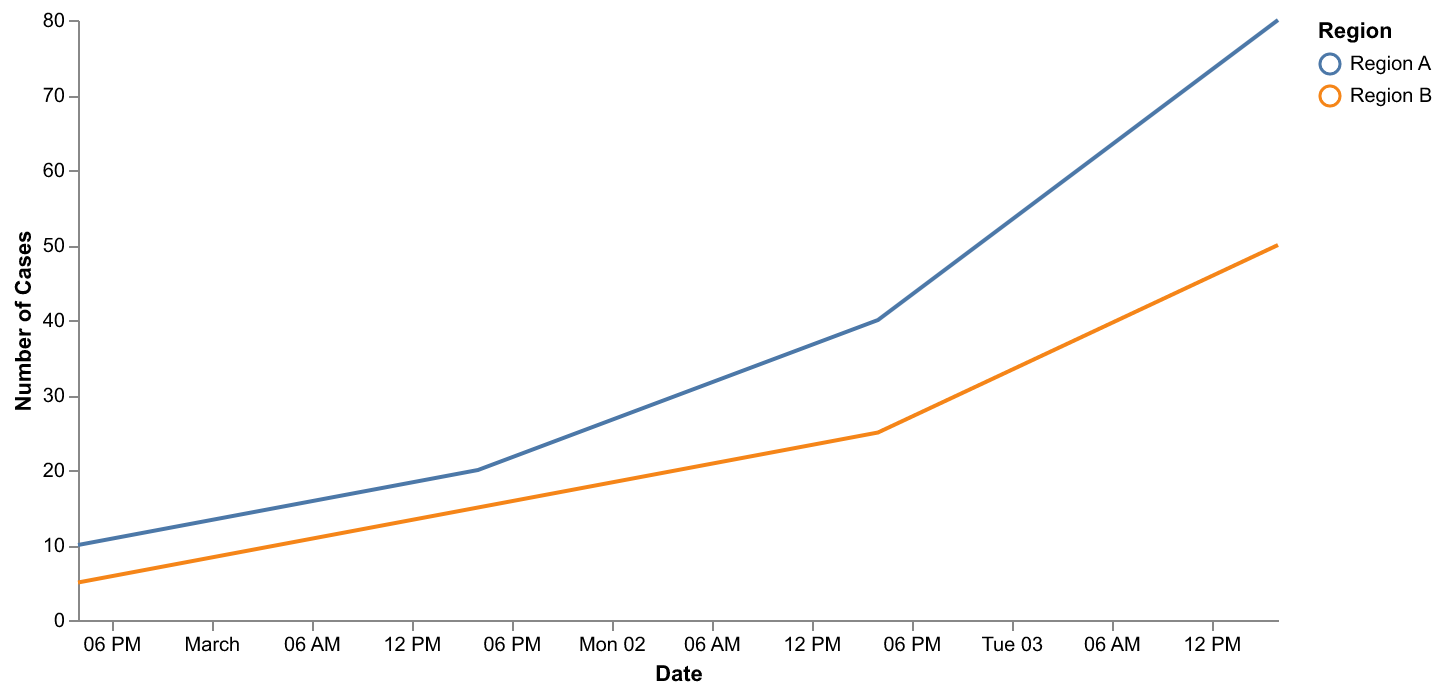 Number of Cases
80
70
60
50
40
30
20
10
0
06 PM March 06 AM 12 PM 06 PM Mon 02 06 AM 12 PM 06 PM Tue 03 06 AM 12 PM
Date
Region
Region A
Region B